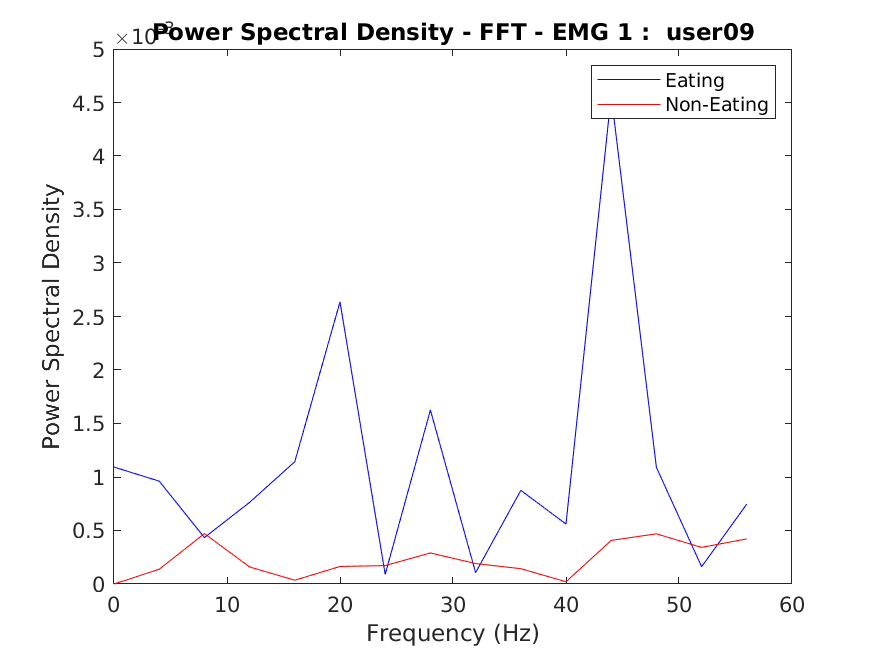 Power Spectral Density - FFT - EMG 1 : user09
×10
Eating
Non-Eating
5
4.5
4
3.5
3
2.5
2
1.5
1
0.5
0
Power Spectral Density
0 10 20 30 40 50 60
Frequency (Hz)